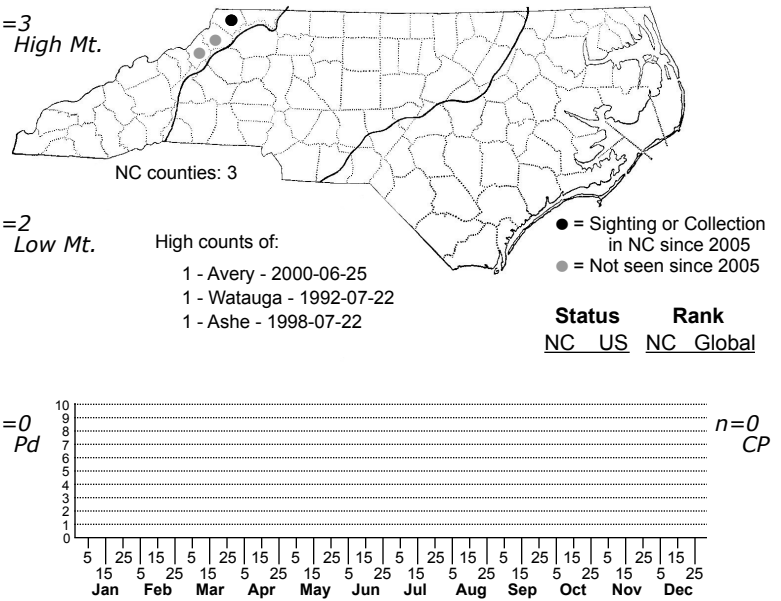 =3
High Mt.
NC counties: 3
=2
Low Mt.
High counts of:
1 - Avery - 2000-06-25
1 - Watauga - 1992-07-22
1 - Ashe - 1998-07-22
● = Sighting or Collection
in NC since 2005
● = Not seen since 2005
Status Rank
NC US NC Global
=0
Pd
n=0
CP
10
9
8
7
6
5
4
3
2
1
0
5 25 15 5 25 15 5 25 15 5 25 15 5 25 15 5 25 15 5 25 15
15 5 25 15 5 25 15 5 25 15 5 25 15 5 25 15 5 25
Jan Feb Mar Apr May Jun Jul Aug Sep Oct Nov Dec